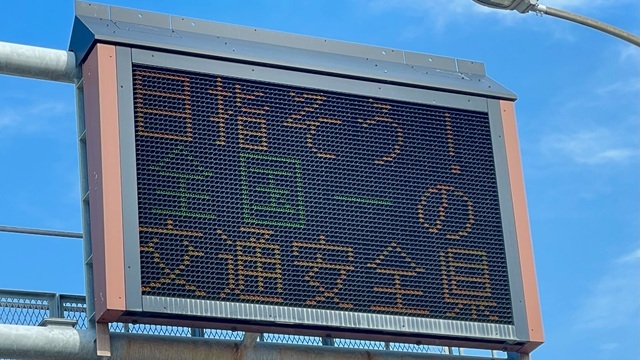 目指そう！
全国一の
交通安全県